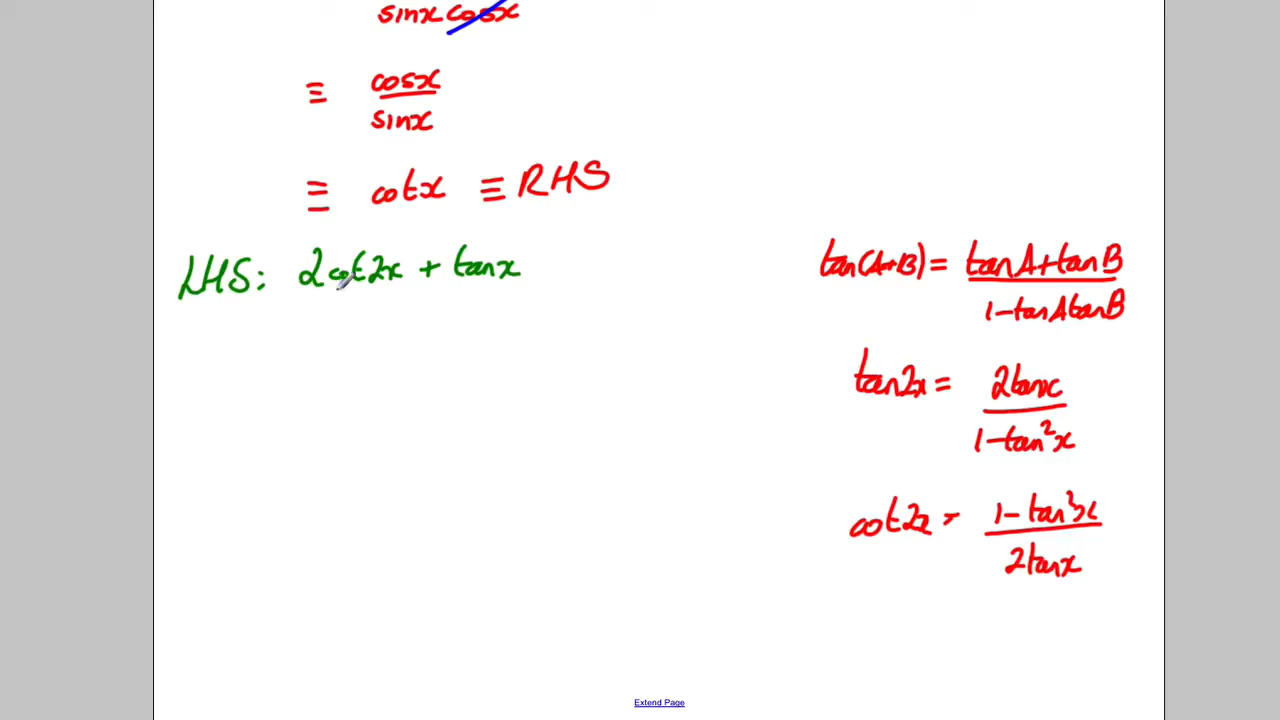 sinx cosx
≡ cosx
sinx
≡ cotx ≡ RHS
LHS: 2cot2x + tanx
tan(A+B) = tanA+tanB
1-tanAtanB
tan2x = 2tanx
1-tan²x
cot2x = 1-tan²x
2tanx
Extend Page